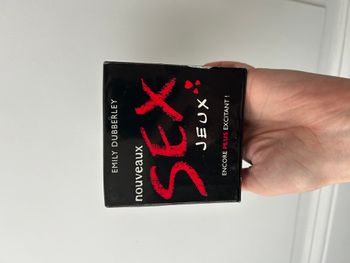 EMILY DUBBERLEY
nouveaux
SEX
JEUX
ENCORE PLUS EXCITANT !